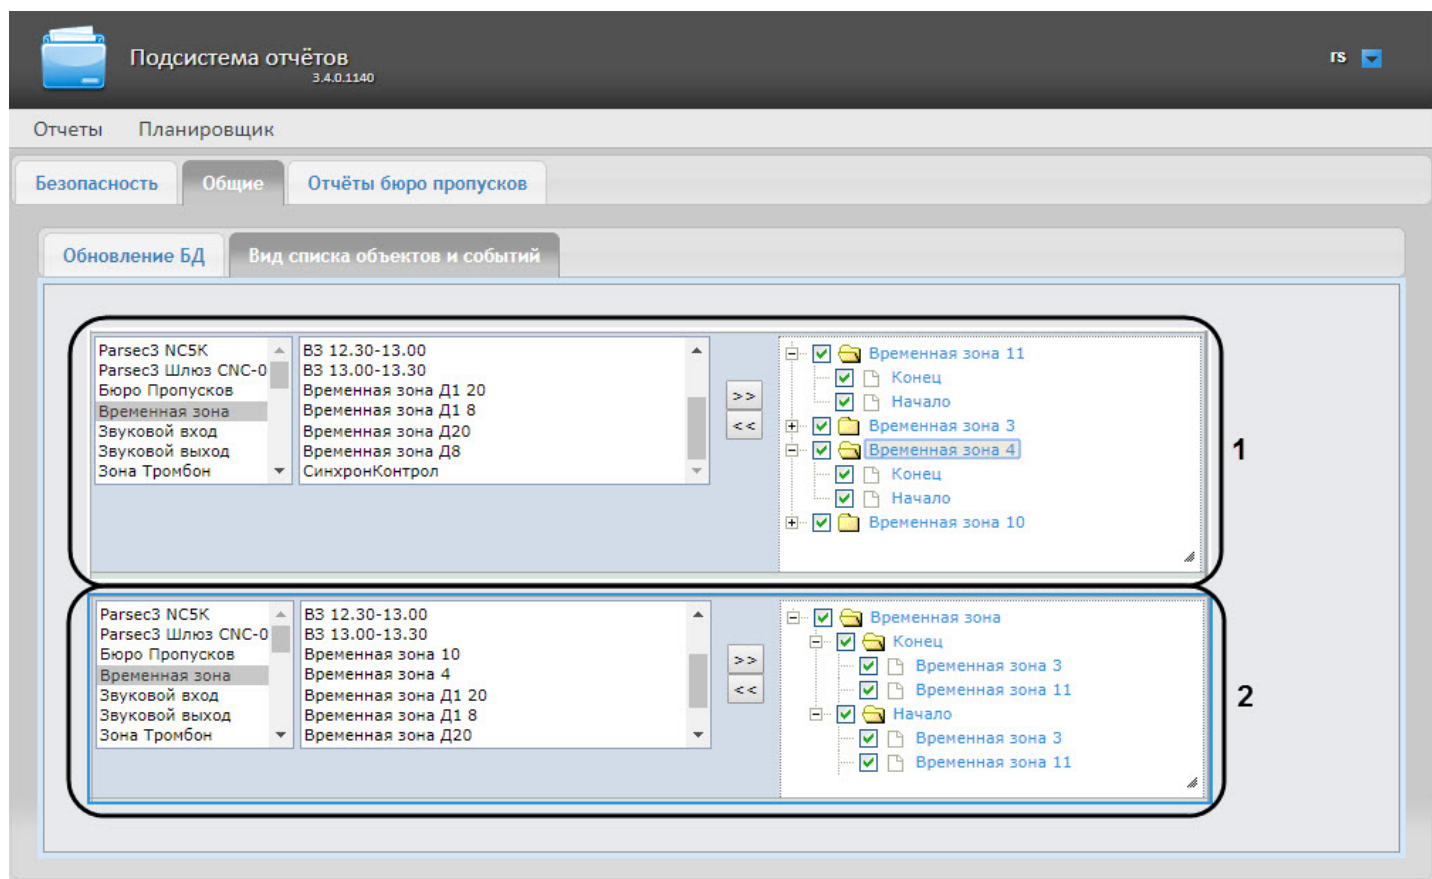 Подсистема отчётов
3.4.0.1140
rs
Отчеты Планировщик
Безопасность Общие Отчёты бюро пропусков
Обновление БД Вид списка объектов и событий
Parsec3 NC5K
Parsec3 Шлюз CNC-0
Бюро Пропусков
Временная зона
Звуковой вход
Звуковой выход
Зона Тромбон
ВЗ 12.30-13.00
ВЗ 13.00-13.30
Временная зона Д1 20
Временная зона Д1 8
Временная зона Д20
Временная зона Д8
СинхронКонтрол
>>
<<
Временная зона 11
Конец
Начало
Временная зона 3
Временная зона 4
Конец
Начало
Временная зона 10
1
Parsec3 NC5K
Parsec3 Шлюз CNC-0
Бюро Пропусков
Временная зона
Звуковой вход
Звуковой выход
Зона Тромбон
ВЗ 12.30-13.00
ВЗ 13.00-13.30
Временная зона 10
Временная зона 4
Временная зона Д1 20
Временная зона Д1 8
Временная зона Д20
>>
<<
Временная зона
Конец
Временная зона 3
Временная зона 11
Начало
Временная зона 3
Временная зона 11
2